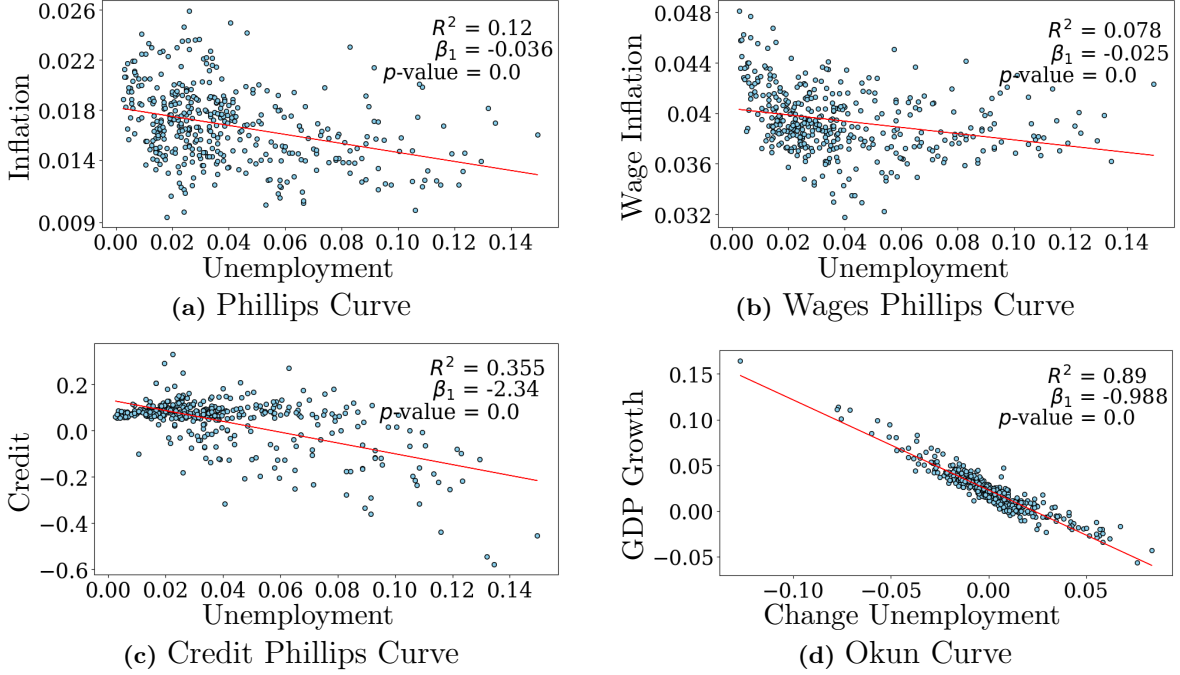 0.026
0.022
0.018
0.014
0.009
Inflation
R² = 0.12
β₁ = -0.036
p-value = 0.0
0.00 0.02 0.04 0.06 0.08 0.10 0.12 0.14
Unemployment
(a) Phillips Curve
0.048
0.044
0.04
0.036
0.032
Wage Inflation
R² = 0.078
β₁ = -0.025
p-value = 0.0
0.00 0.02 0.04 0.06 0.08 0.10 0.12 0.14
Unemployment
(b) Wages Phillips Curve
0.2
0.0
−0.2
−0.4
−0.6
Credit
R² = 0.355
β₁ = -2.34
p-value = 0.0
0.00 0.02 0.04 0.06 0.08 0.10 0.12 0.14
Unemployment
(c) Credit Phillips Curve
0.15
0.10
0.05
0.00
−0.05
GDP Growth
R² = 0.89
β₁ = -0.988
p-value = 0.0
−0.10 −0.05 0.00 0.05
Change Unemployment
(d) Okun Curve